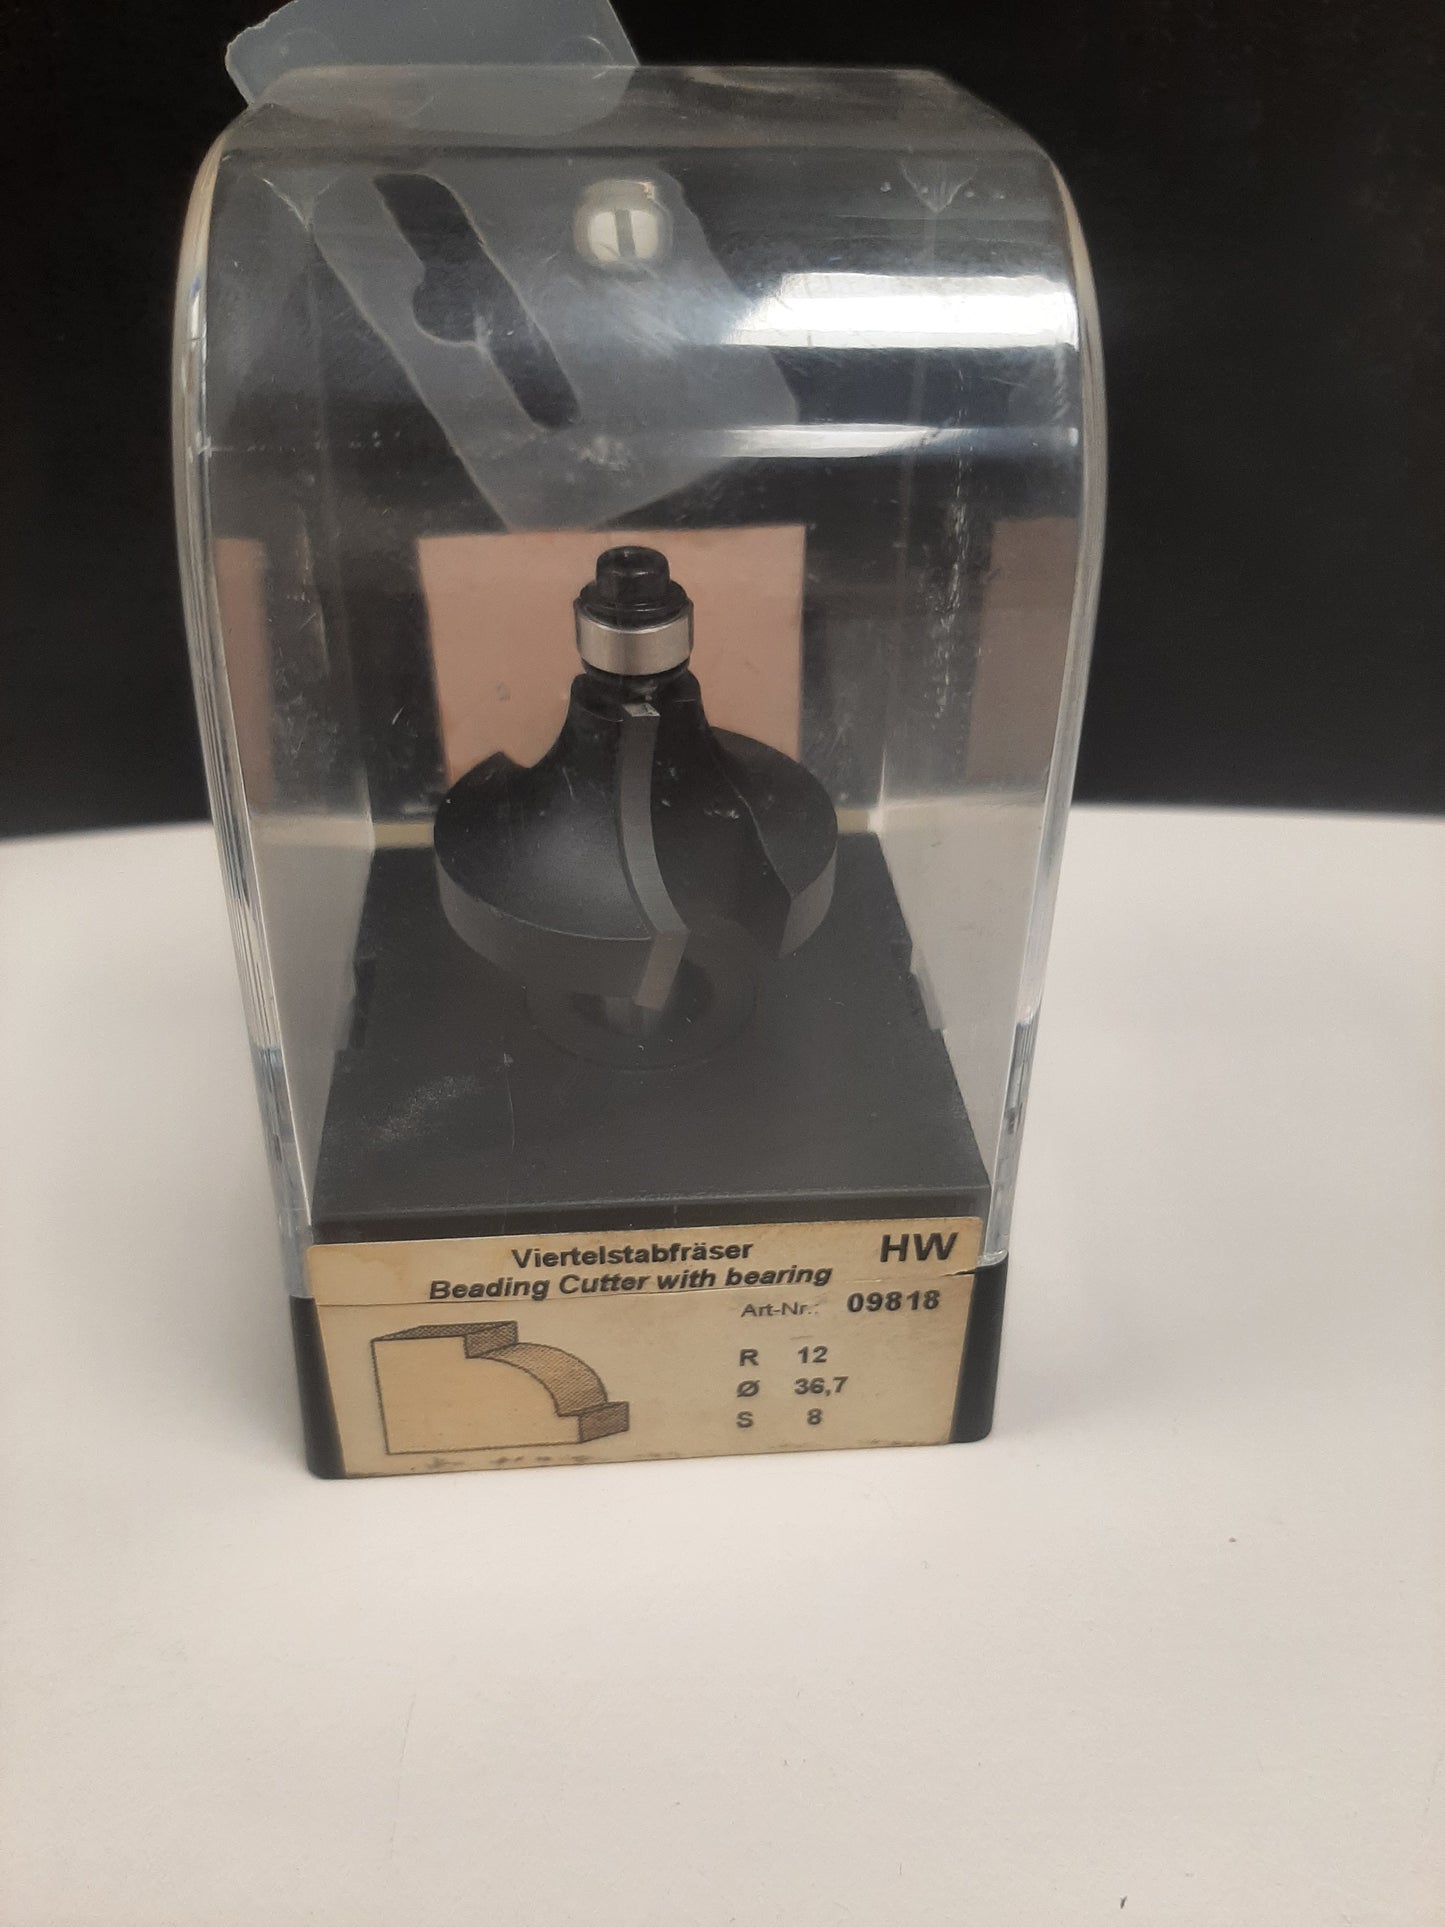 Viertelstabfräser
HW
Beading Cutter with bearing
Art-Nr.: 09818
R 12
Ø 36,7
S 8